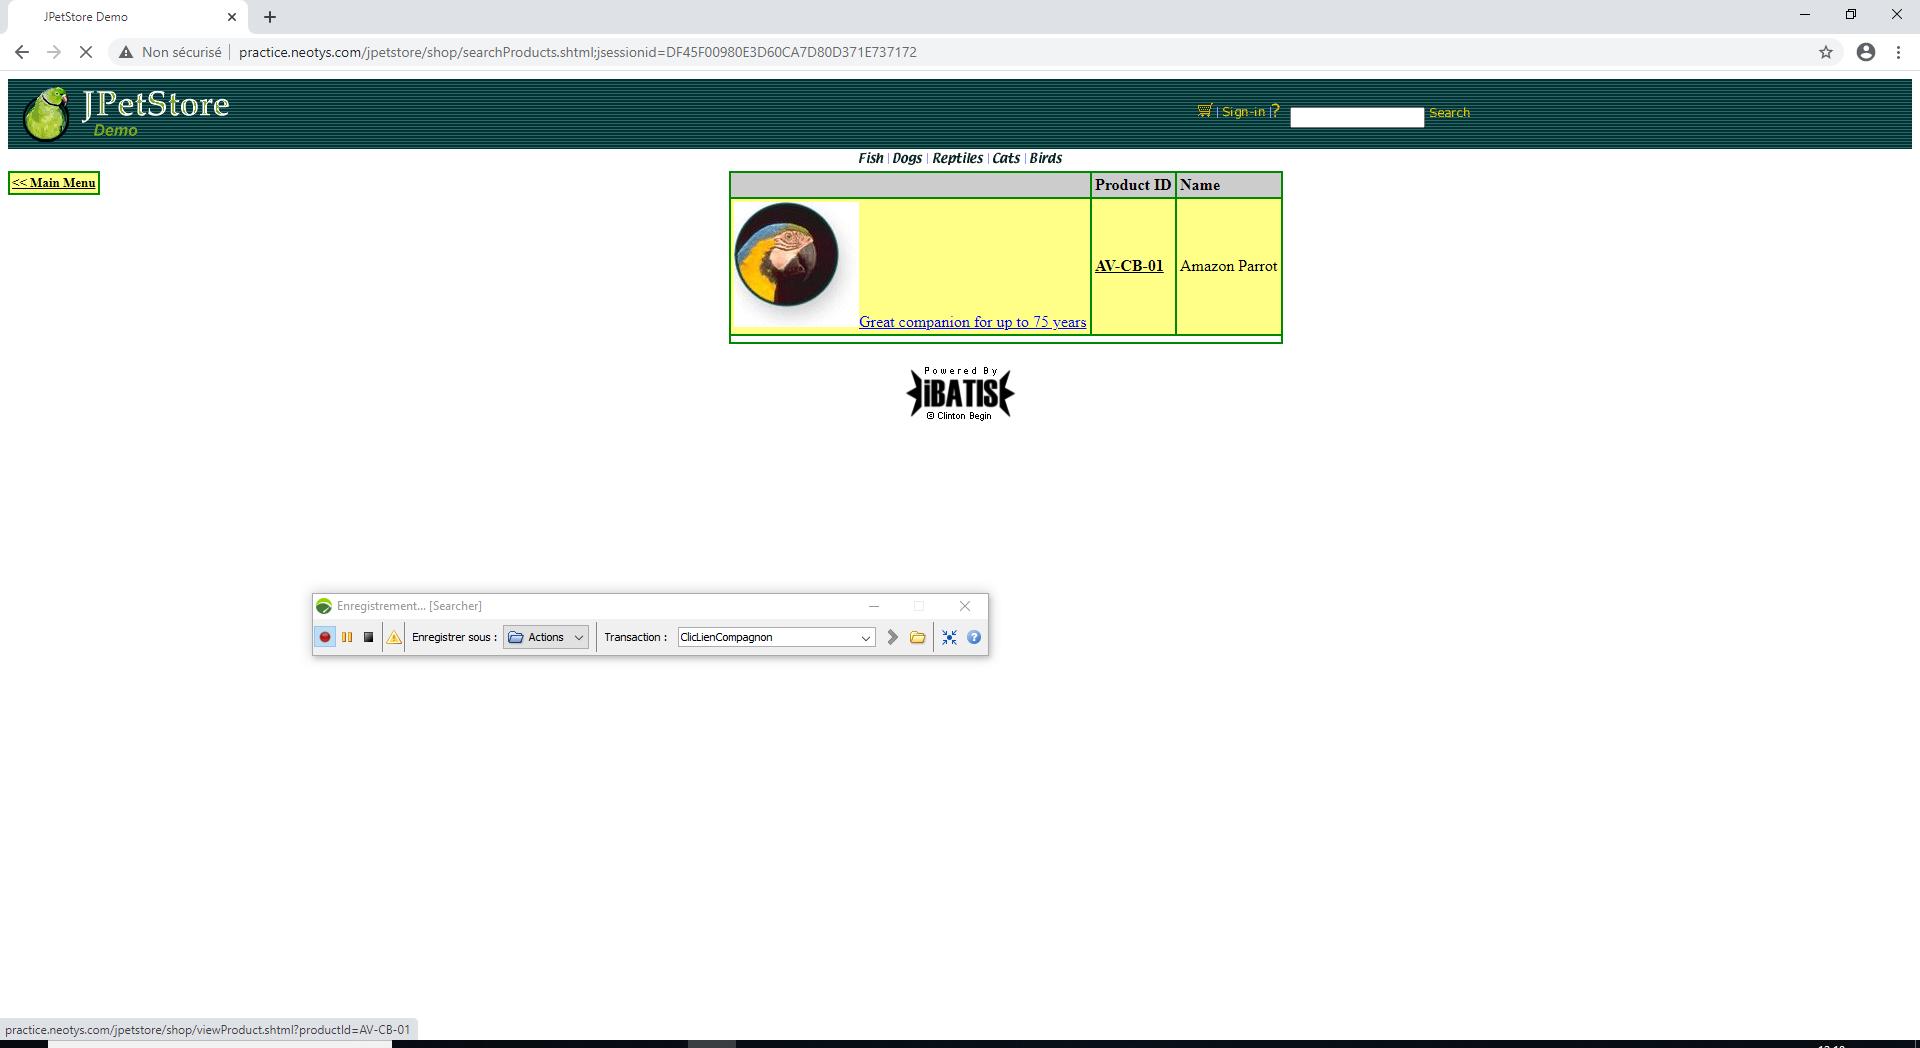 JPetStore Demo
Non sécurisé
practice.neotys.com/jpetstore/shop/searchProducts.shtml;jsessionid=DF45F00980E3D60CA7D80D371E737172
JPetStore
Demo
| Sign-in | ?
Search
Fish | Dogs | Reptiles | Cats | Birds
<< Main Menu
Product ID Name
Great companion for up to 75 years AV-CB-01 Amazon Parrot
Powered By
iBATIS
© Clinton Begin
Enregistrement... [Searcher]
Enregistrer sous : Actions Transaction : ClicLienCompagnon
practice.neotys.com/jpetstore/shop/viewProduct.shtml?productId=AV-CB-01